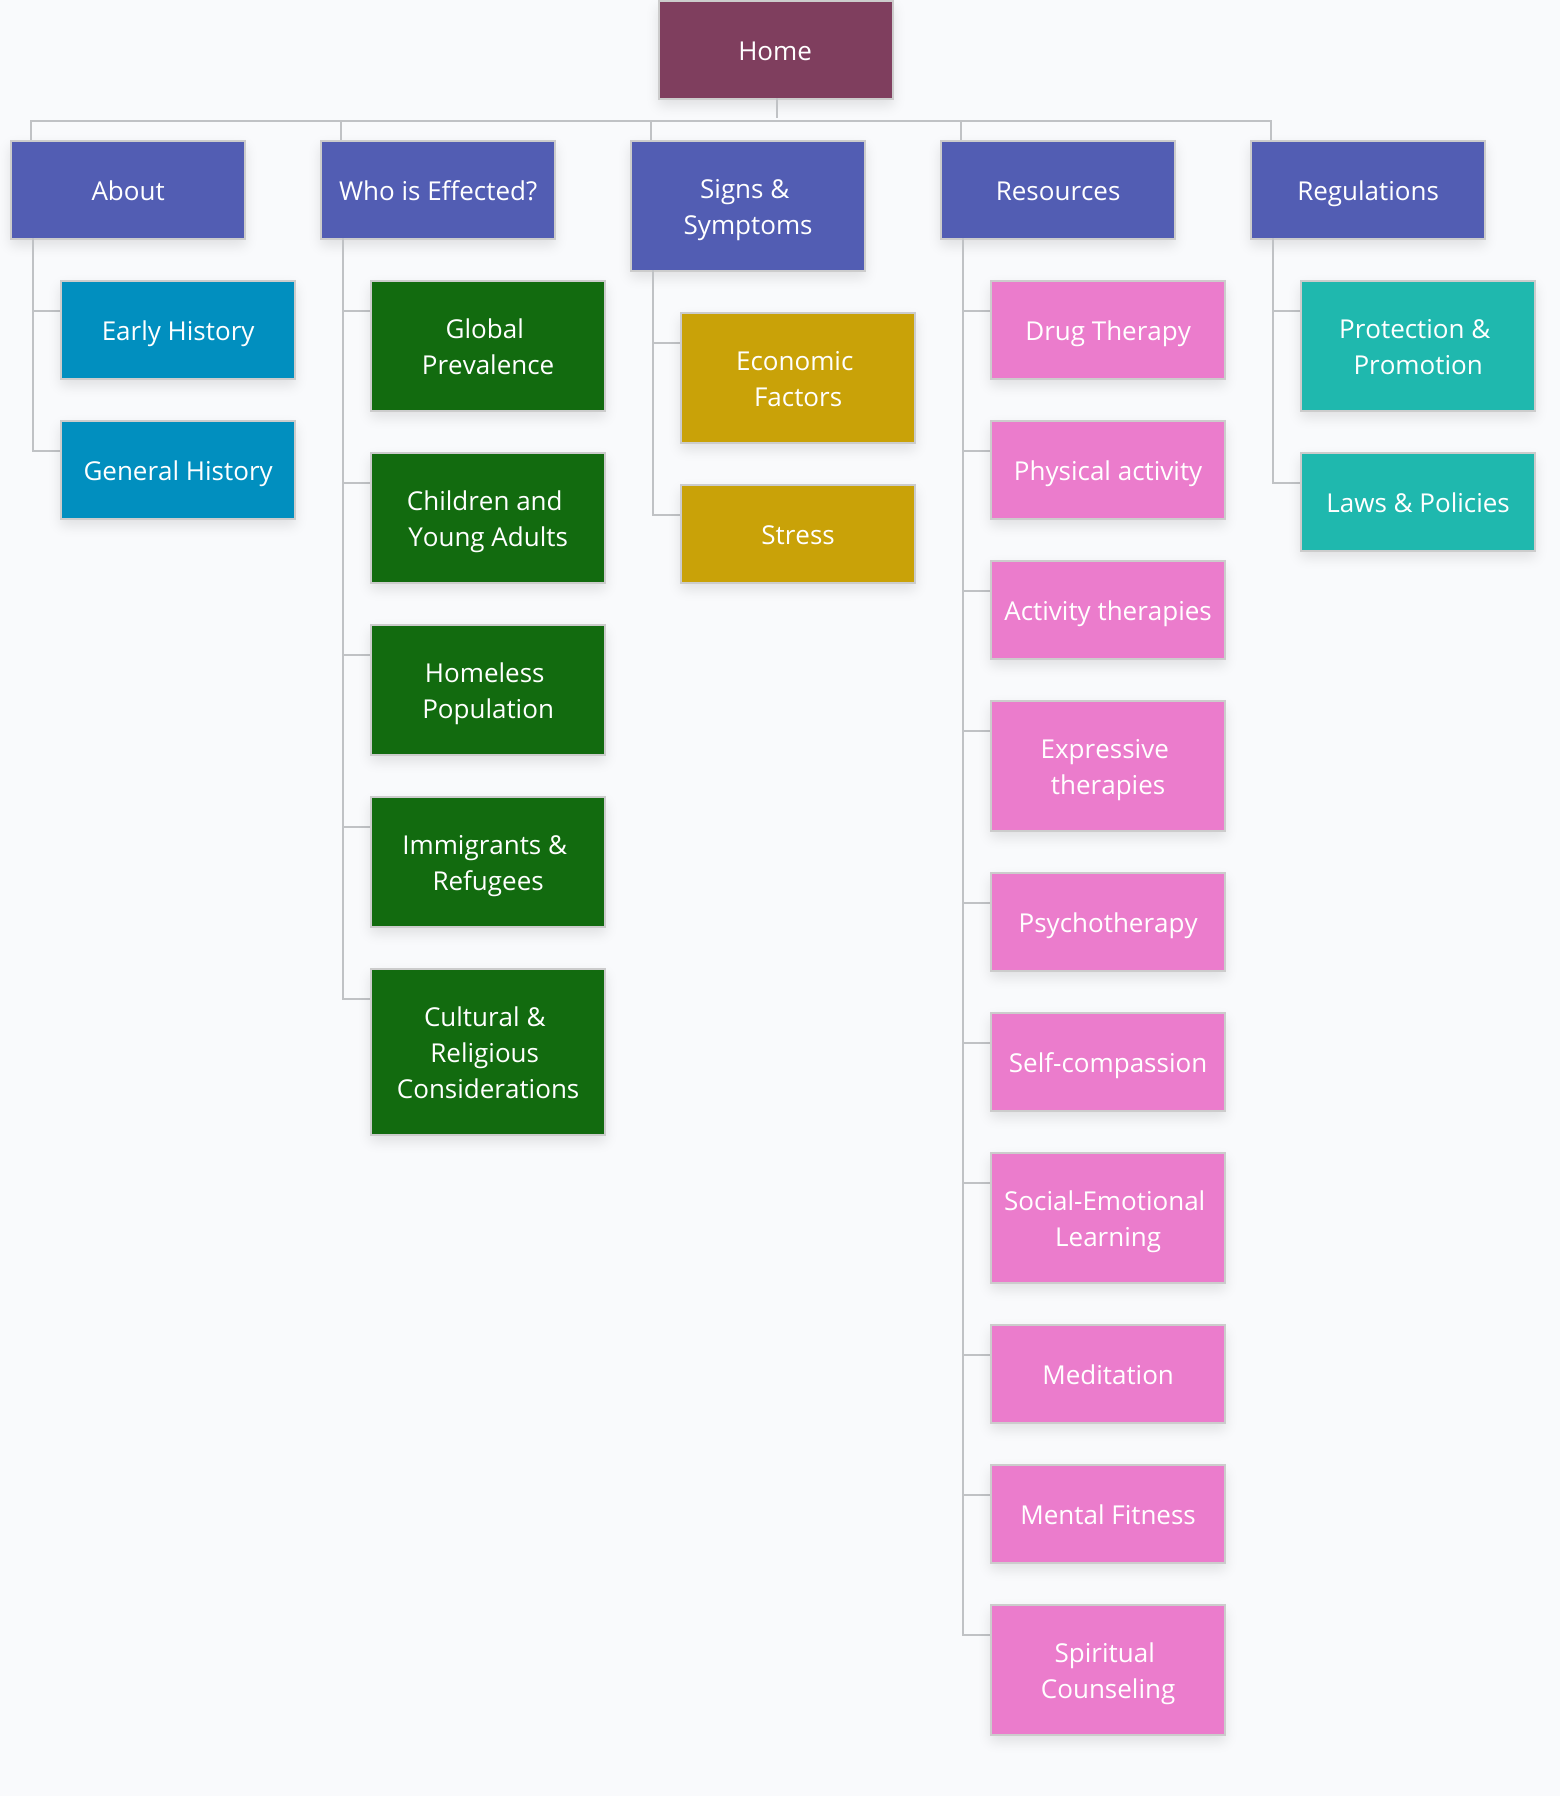 Home
About
Early History
General History
Who is Effected?
Global
Prevalence
Children and
Young Adults
Homeless
Population
Immigrants &
Refugees
Cultural &
Religious
Considerations
Signs &
Symptoms
Economic
Factors
Stress
Resources
Drug Therapy
Physical activity
Activity therapies
Expressive
therapies
Psychotherapy
Self-compassion
Social-Emotional
Learning
Meditation
Mental Fitness
Spiritual
Counseling
Regulations
Protection &
Promotion
Laws & Policies